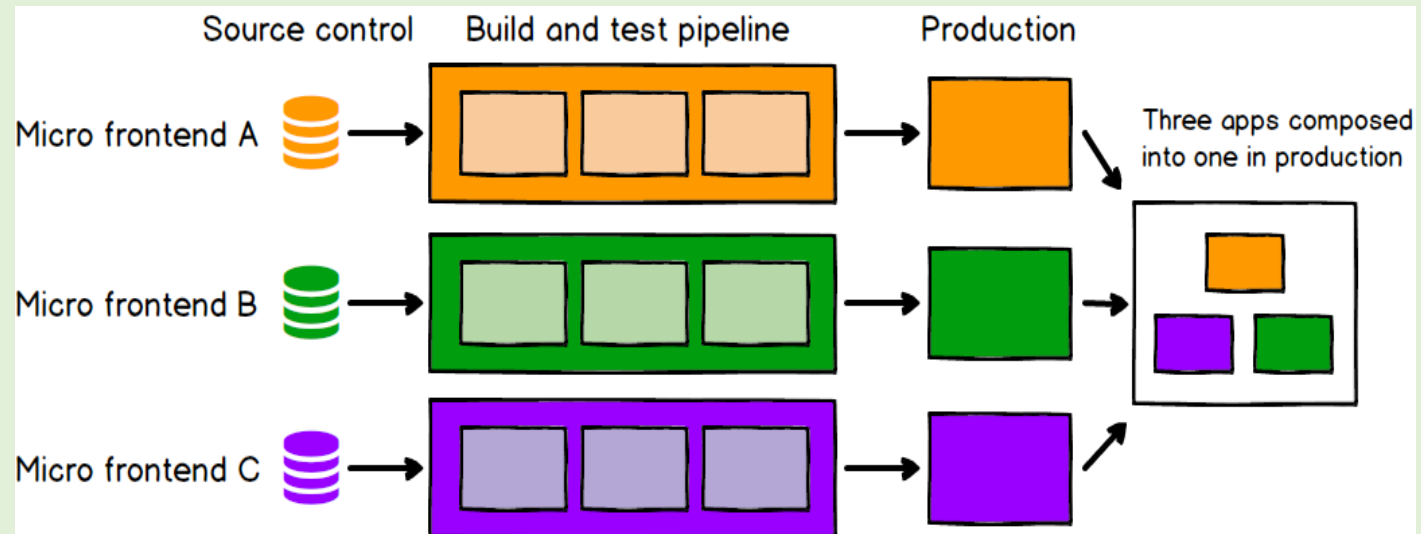 Source control
Build and test pipeline
Production
Micro frontend A
Three apps composed
into one in production
Micro frontend B
Micro frontend C